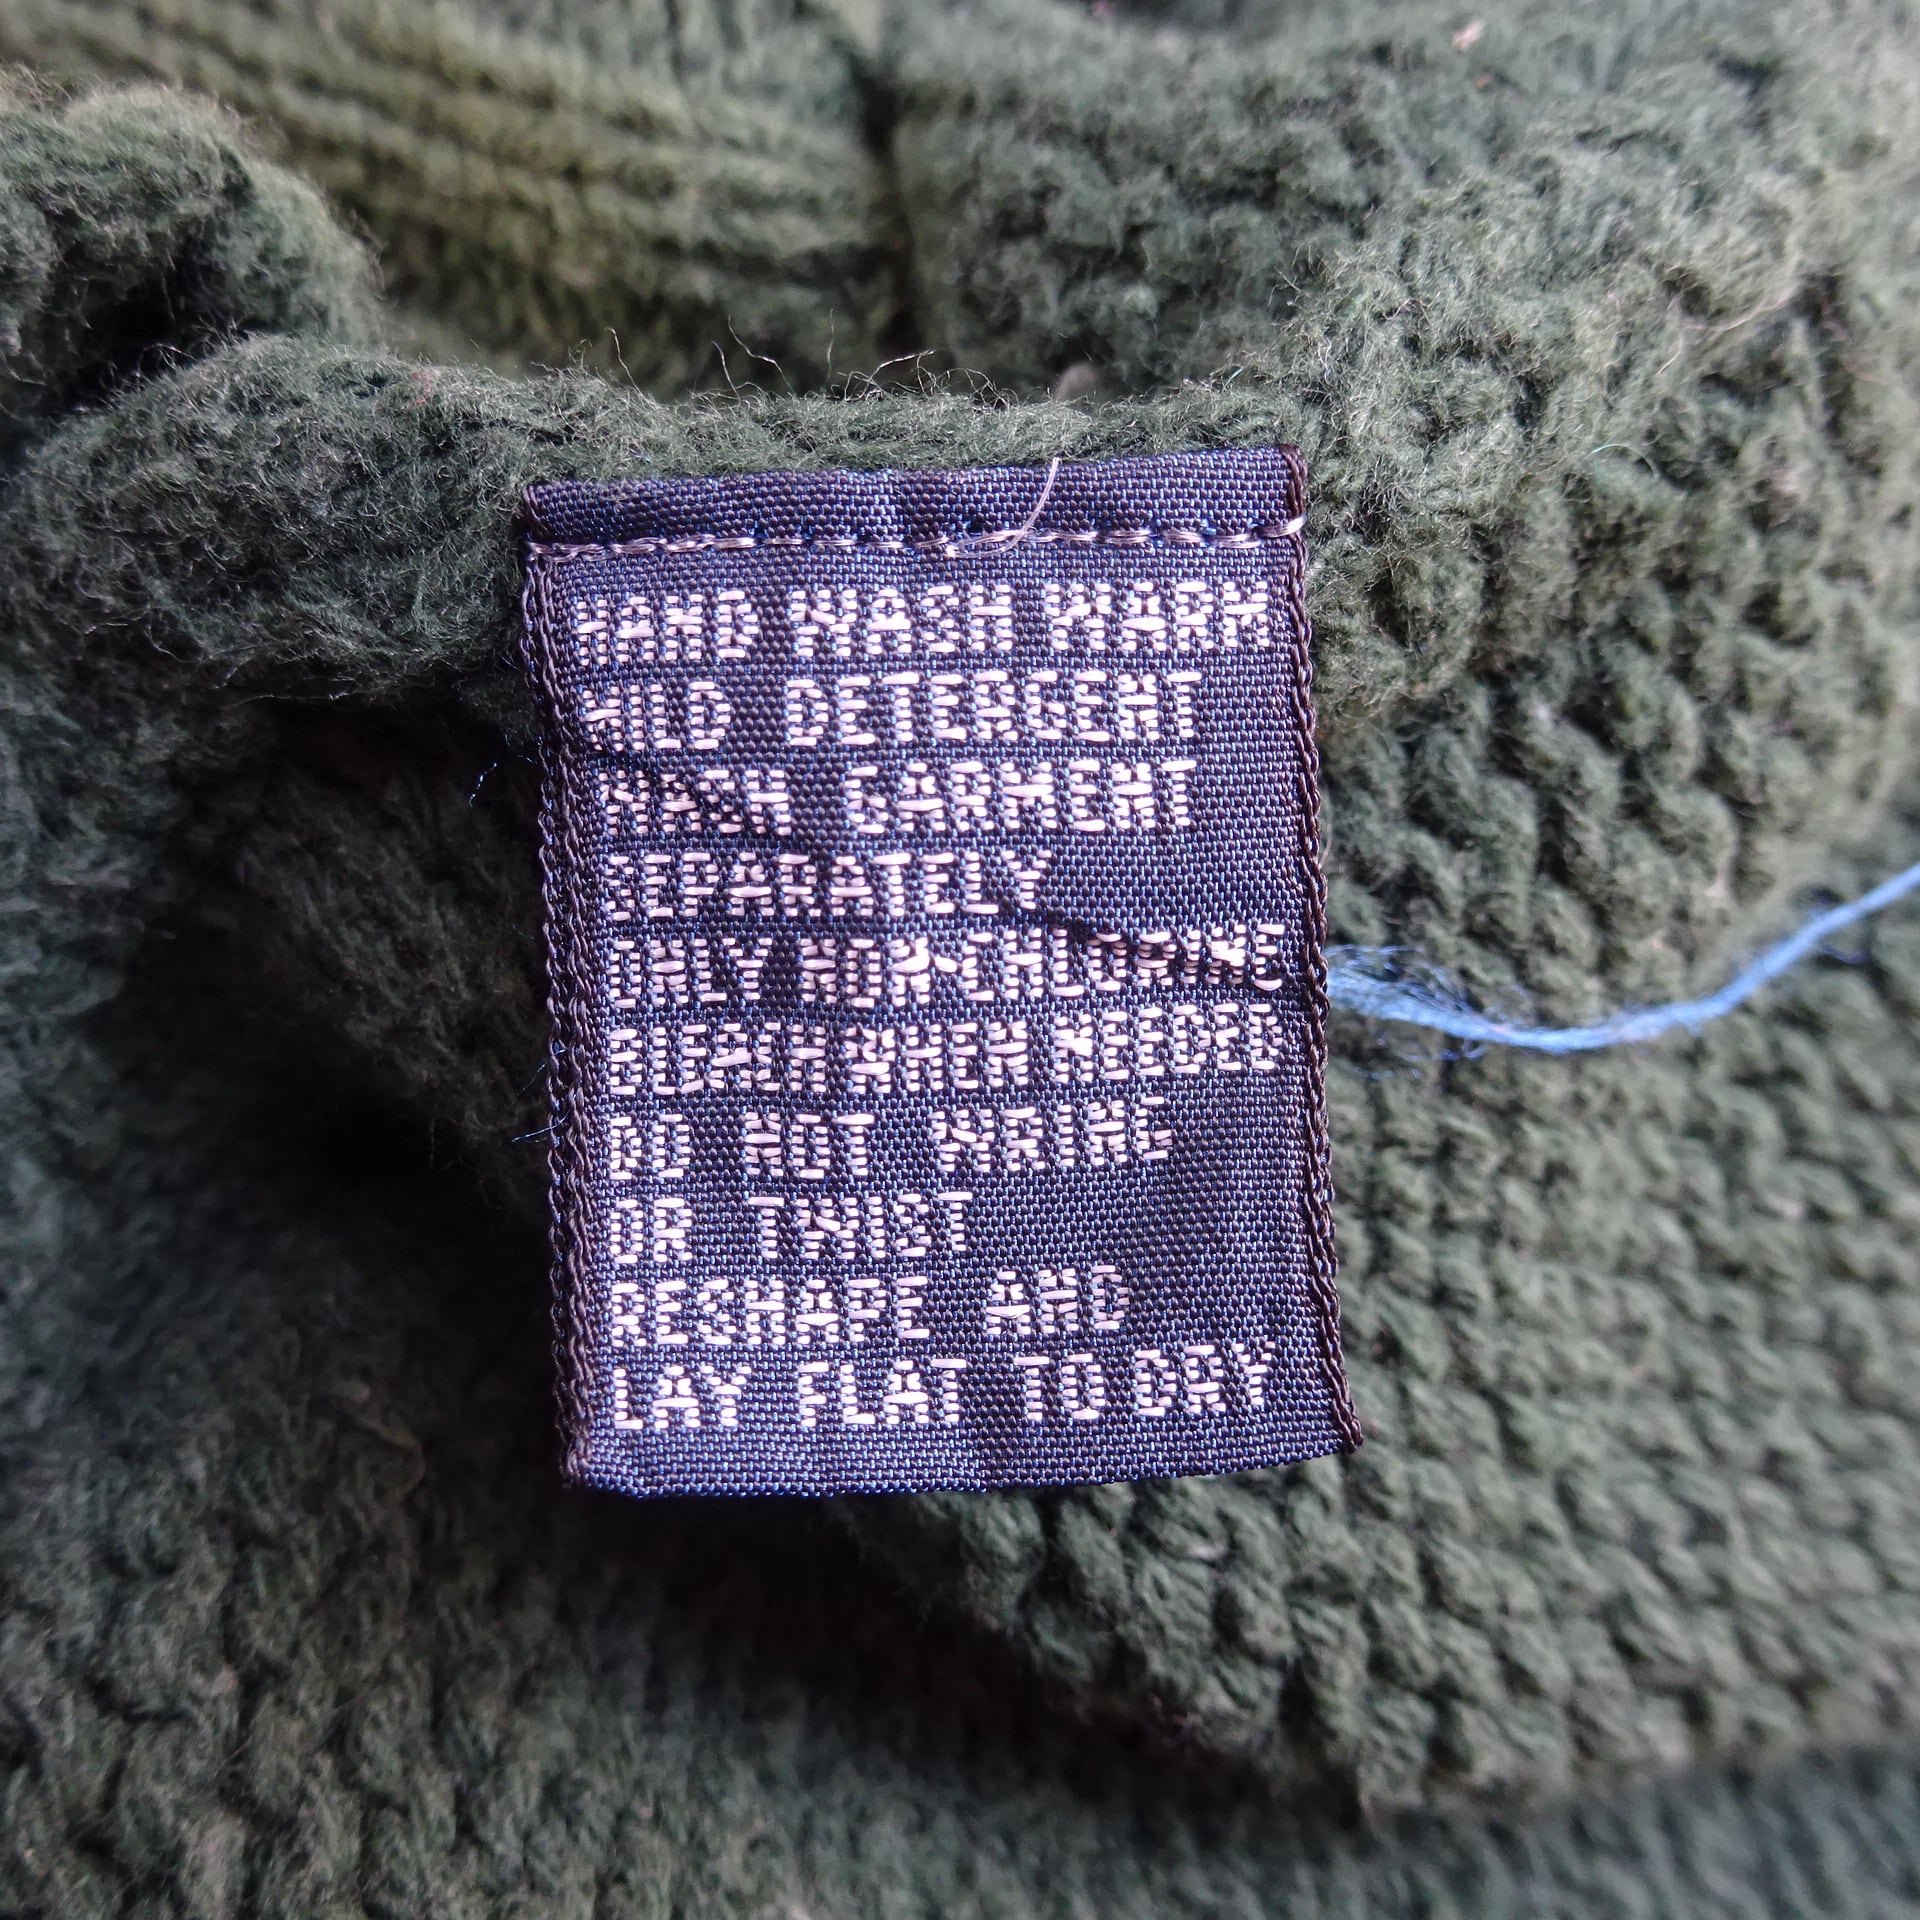 HAND WASH WARM
MILD DETERGENT
WASH GARMENT
SEPARATELY
ONLY NON-CHLORINE
BLEACH WHEN NEEDED
DO NOT WRING
OR TWIST
RESHAPE AND
LAY FLAT TO DRY